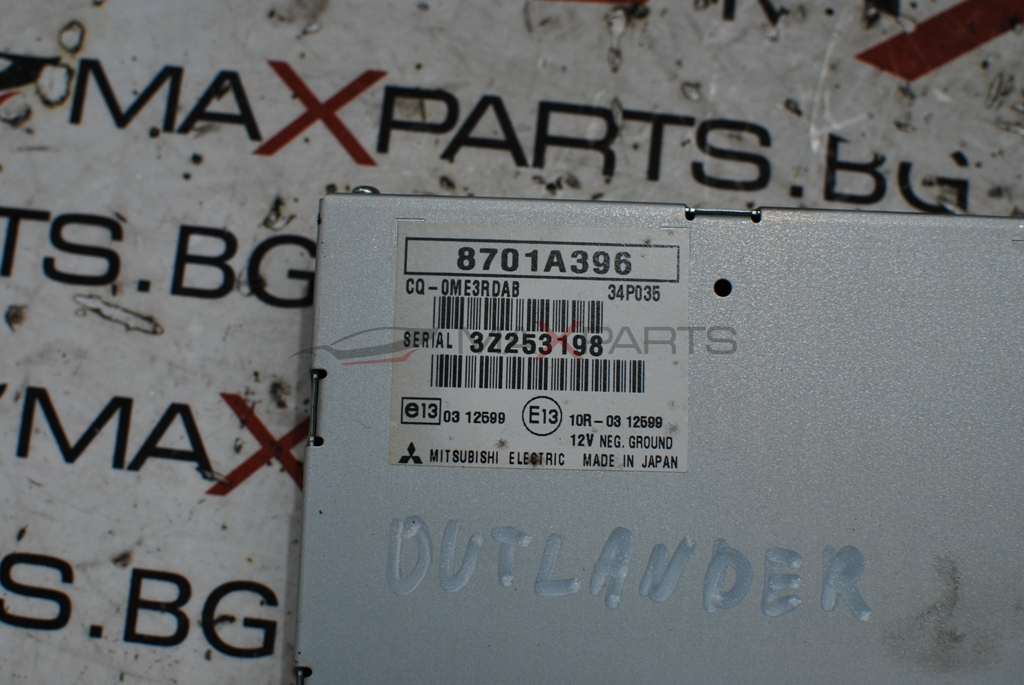 MAXPARTS.BG
TS.BG
MAX
S.BG
8701A396
CQ-0ME3RDAB 34P035
SERIAL 3Z253198
MAXPARTS
e13 03 12599 E13 10R-03 12599
12V NEG. GROUND
MITSUBISHI ELECTRIC MADE IN JAPAN
OUTLANDER